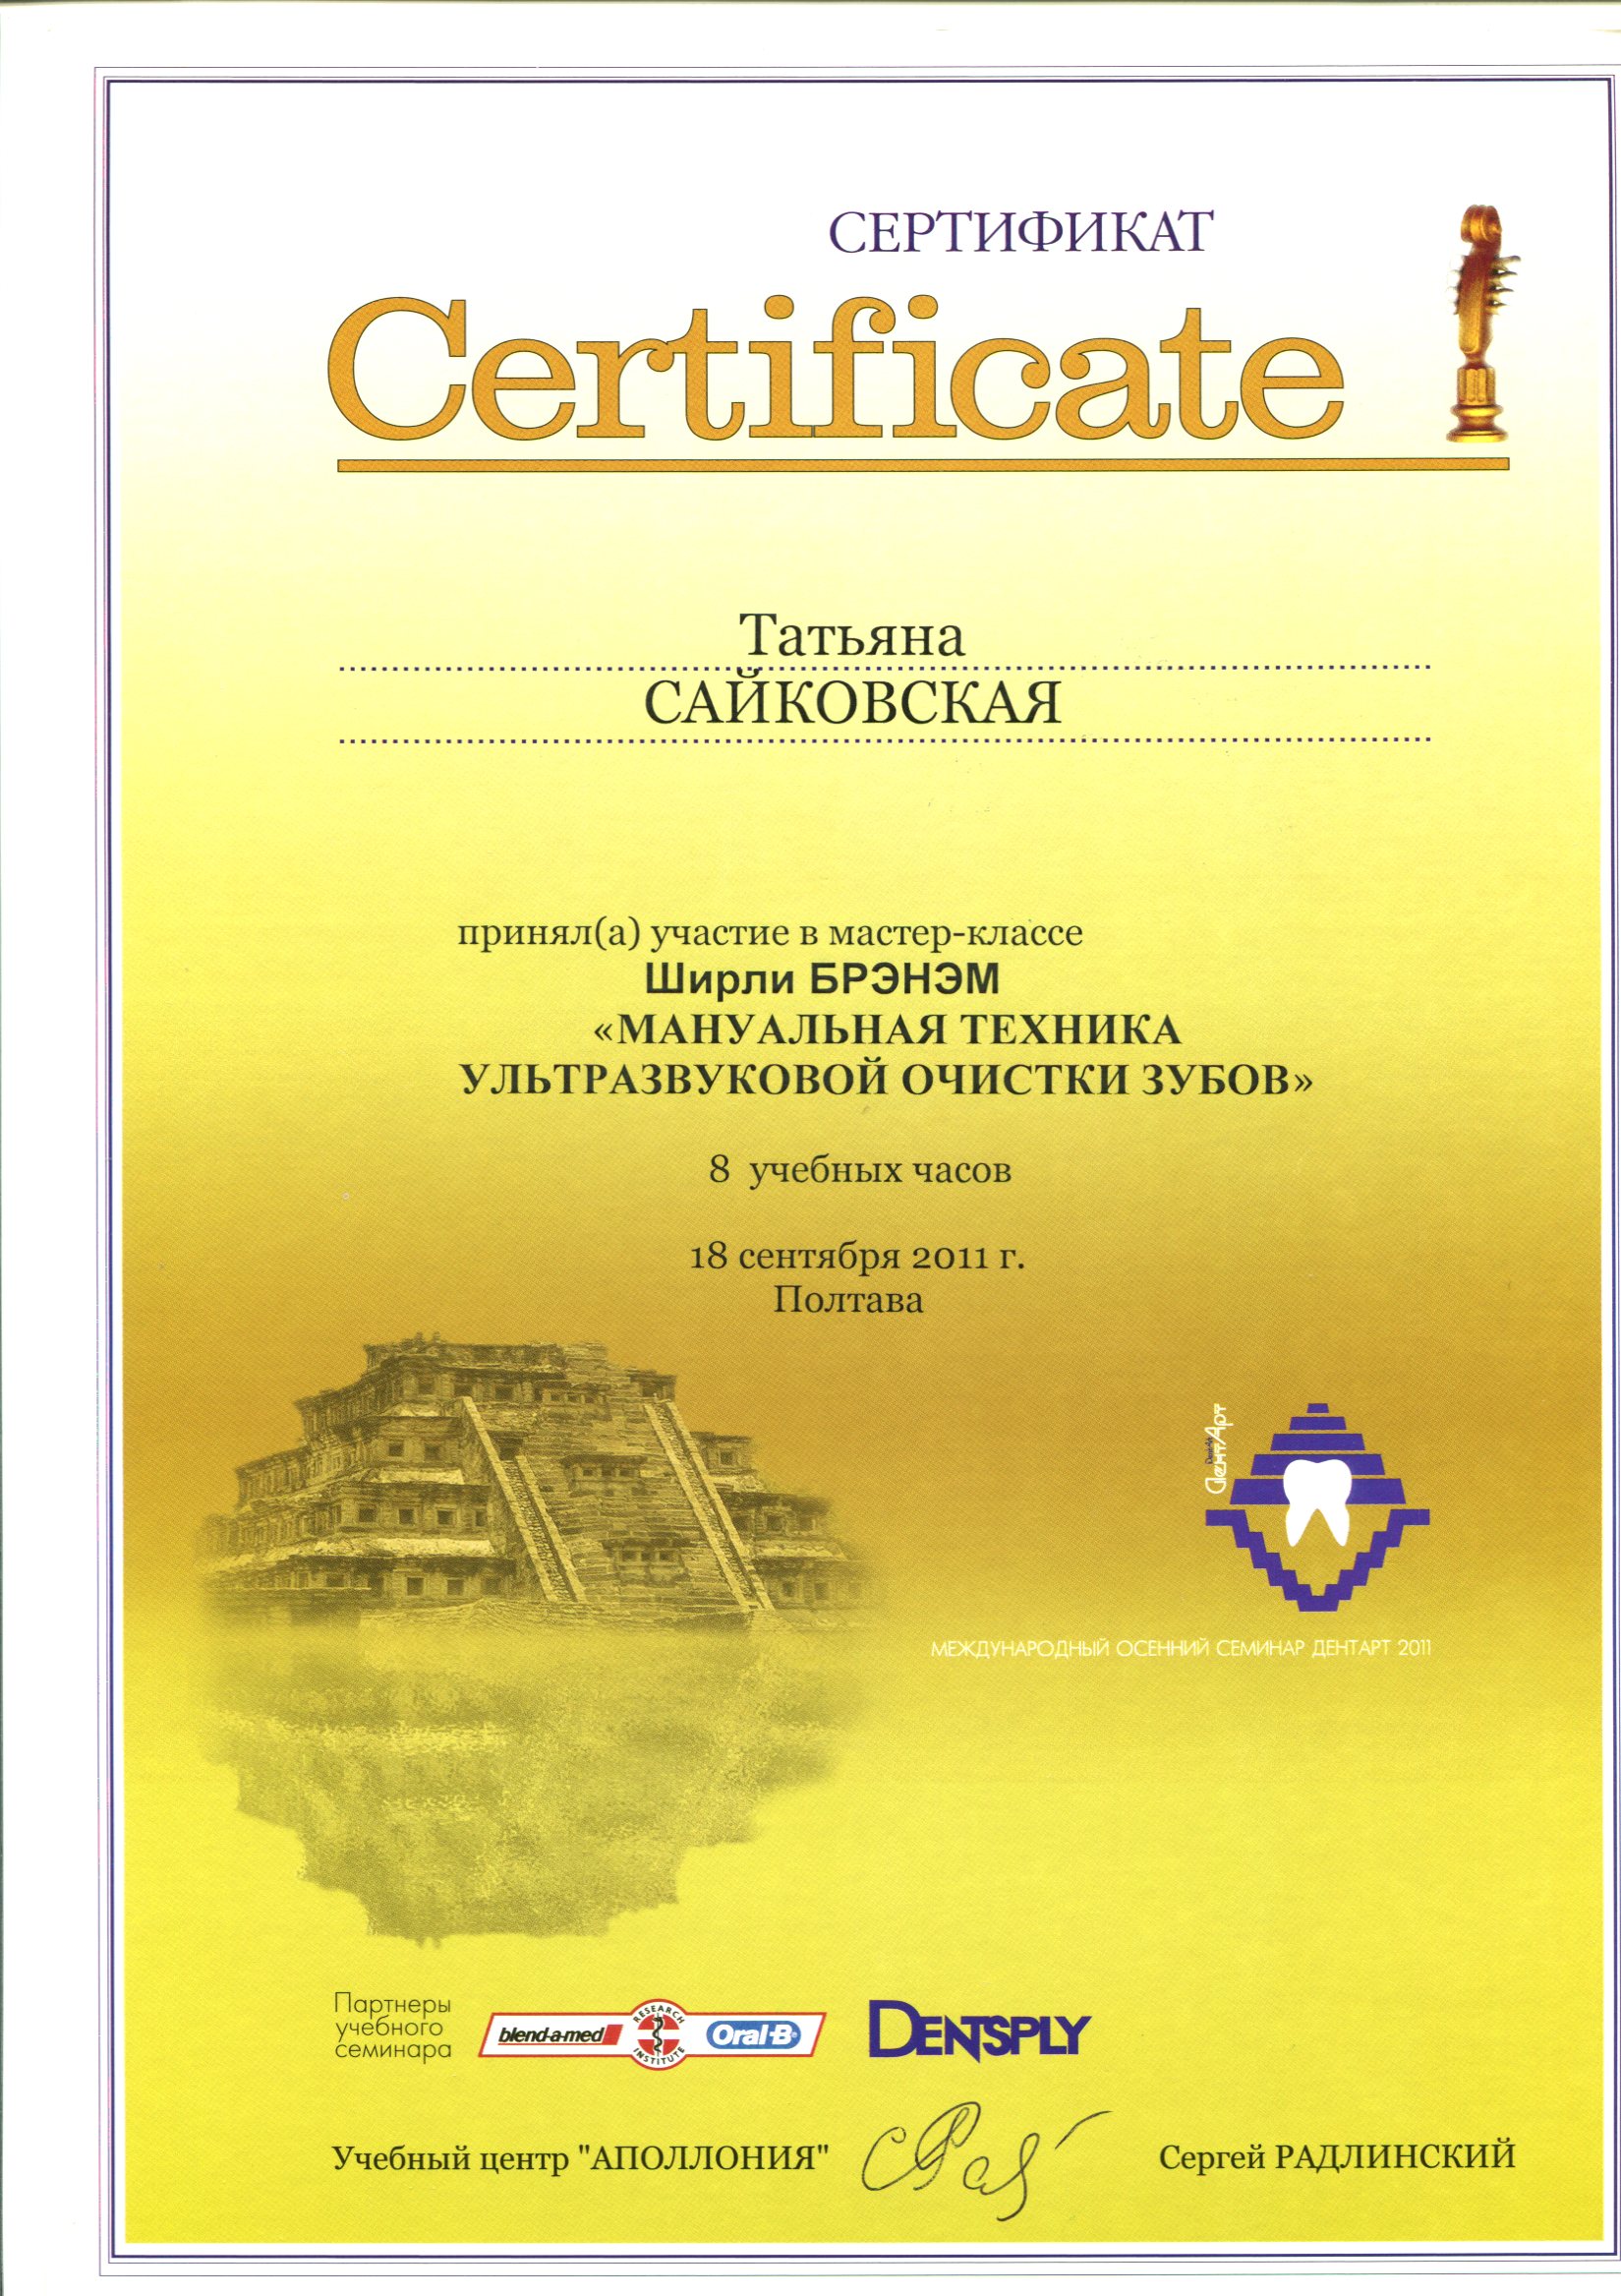 СЕРТИФИКАТ
Certificate
Татьяна
САЙКОВСКАЯ
принял(а) участие в мастер-классе
Ширли БРЭНЭМ
«МАНУАЛЬНАЯ ТЕХНИКА
УЛЬТРАЗВУКОВОЙ ОЧИСТКИ ЗУБОВ»
8 учебных часов
18 сентября 2011 г.
Полтава
ДентАрт
МЕЖДУНАРОДНЫЙ ОСЕННИЙ СЕМИНАР ДЕНТАРТ 2011
Партнеры
учебного
семинара
blend-a-med
RESEARCH
INSTITUTE
Oral-B
DENTSPLY
Учебный центр "АПОЛЛОНИЯ"
Сергей РАДЛИНСКИЙ